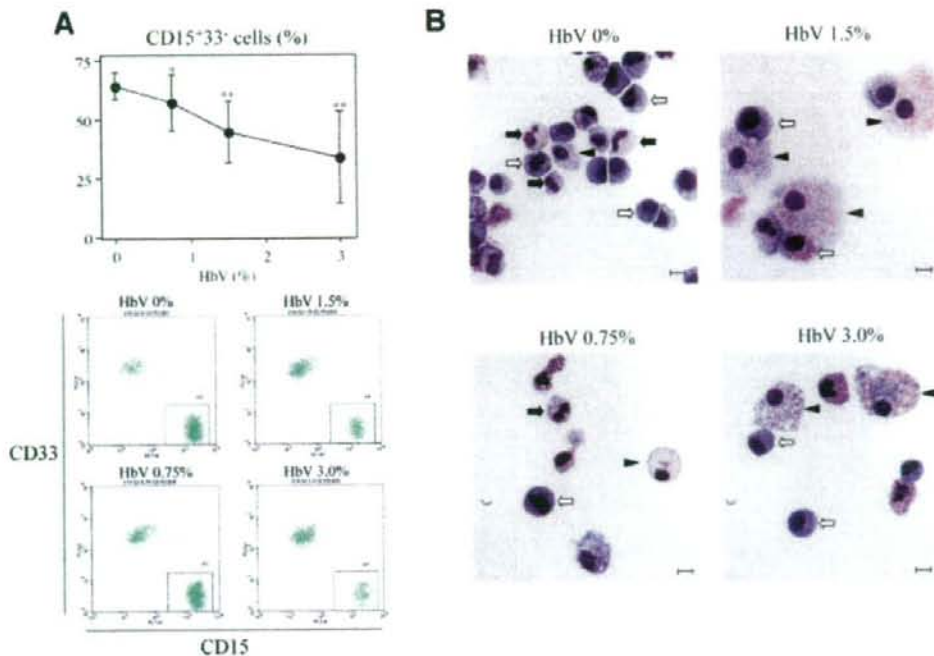 A
CD15+33- cells (%)
75
50
25
0
0 1 2 3
HbV (%)
HbV 0%
HbV 1.5%
CD33
HbV 0.75%
HbV 3.0%
CD15
B
HbV 0%
HbV 1.5%
HbV 0.75%
HbV 3.0%